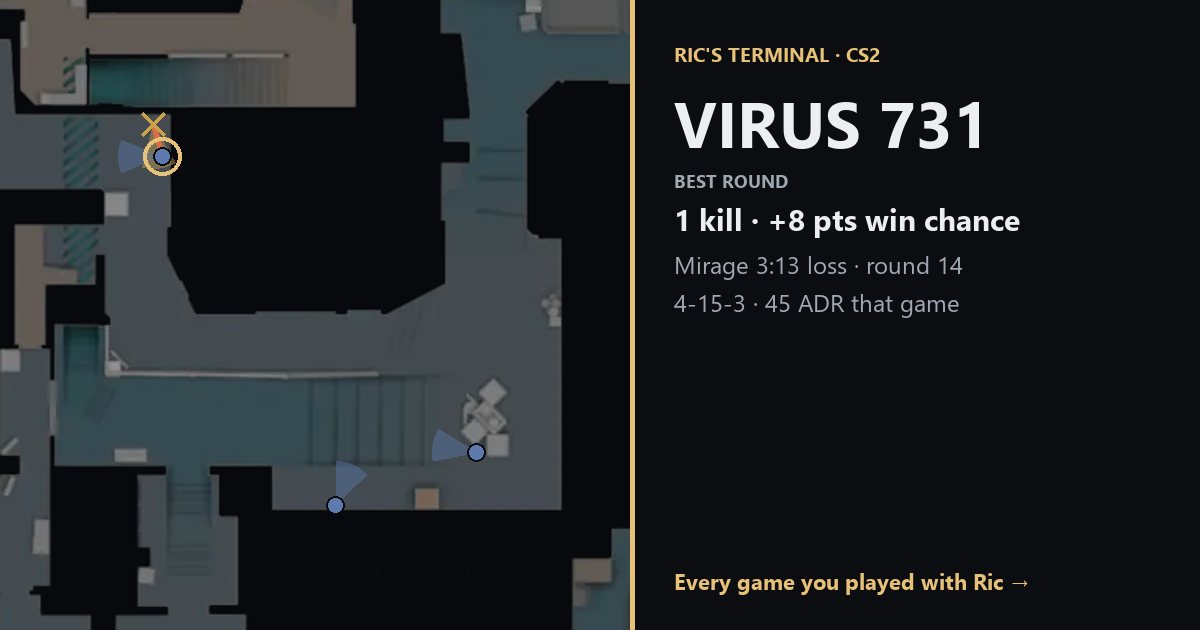 RIC'S TERMINAL · CS2
VIRUS 731
BEST ROUND
1 kill · +8 pts win chance
Mirage 3:13 loss · round 14
4-15-3 · 45 ADR that game
Every game you played with Ric →